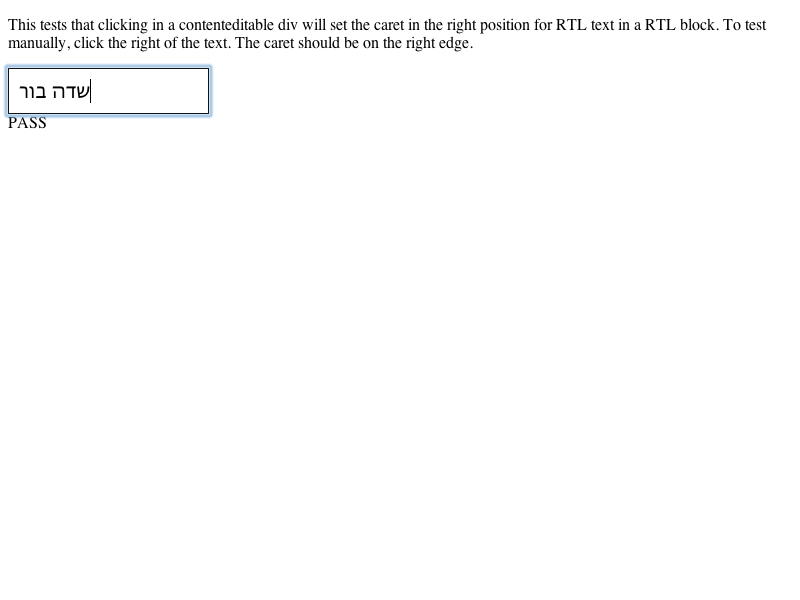 This tests that clicking in a contenteditable div will set the caret in the right position for RTL text in a RTL block. To test
manually, click the right of the text. The caret should be on the right edge.
שדה בור
PASS